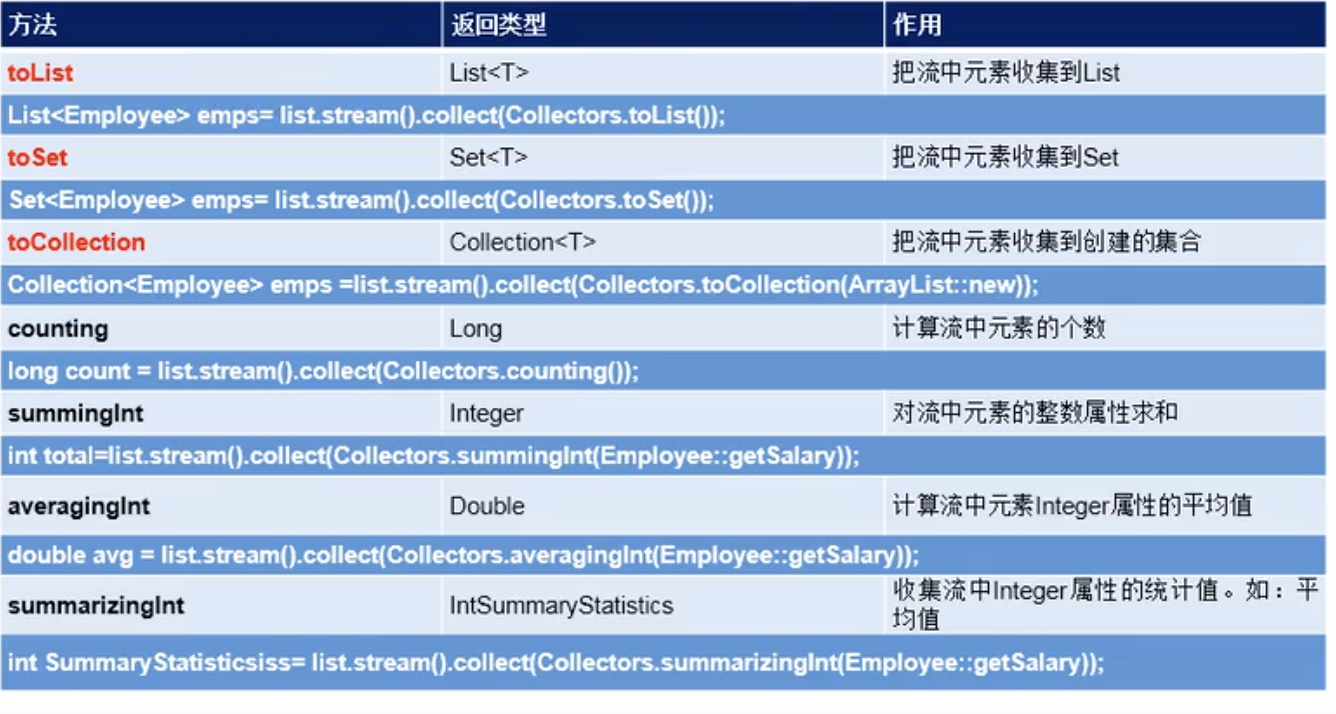 方法 返回类型 作用
toList List<T> 把流中元素收集到List
List<Employee> emps= list.stream().collect(Collectors.toList());
toSet Set<T> 把流中元素收集到Set
Set<Employee> emps= list.stream().collect(Collectors.toSet());
toCollection Collection<T> 把流中元素收集到创建的集合
Collection<Employee> emps =list.stream().collect(Collectors.toCollection(ArrayList::new));
counting Long 计算流中元素的个数
long count = list.stream().collect(Collectors.counting());
summingInt Integer 对流中元素的整数属性求和
int total=list.stream().collect(Collectors.summingInt(Employee::getSalary));
averagingInt Double 计算流中元素Integer属性的平均值
double avg = list.stream().collect(Collectors.averagingInt(Employee::getSalary));
summarizingInt IntSummaryStatistics 收集流中Integer属性的统计值。如：平
均值
int SummaryStatisticsiss= list.stream().collect(Collectors.summarizingInt(Employee::getSalary));